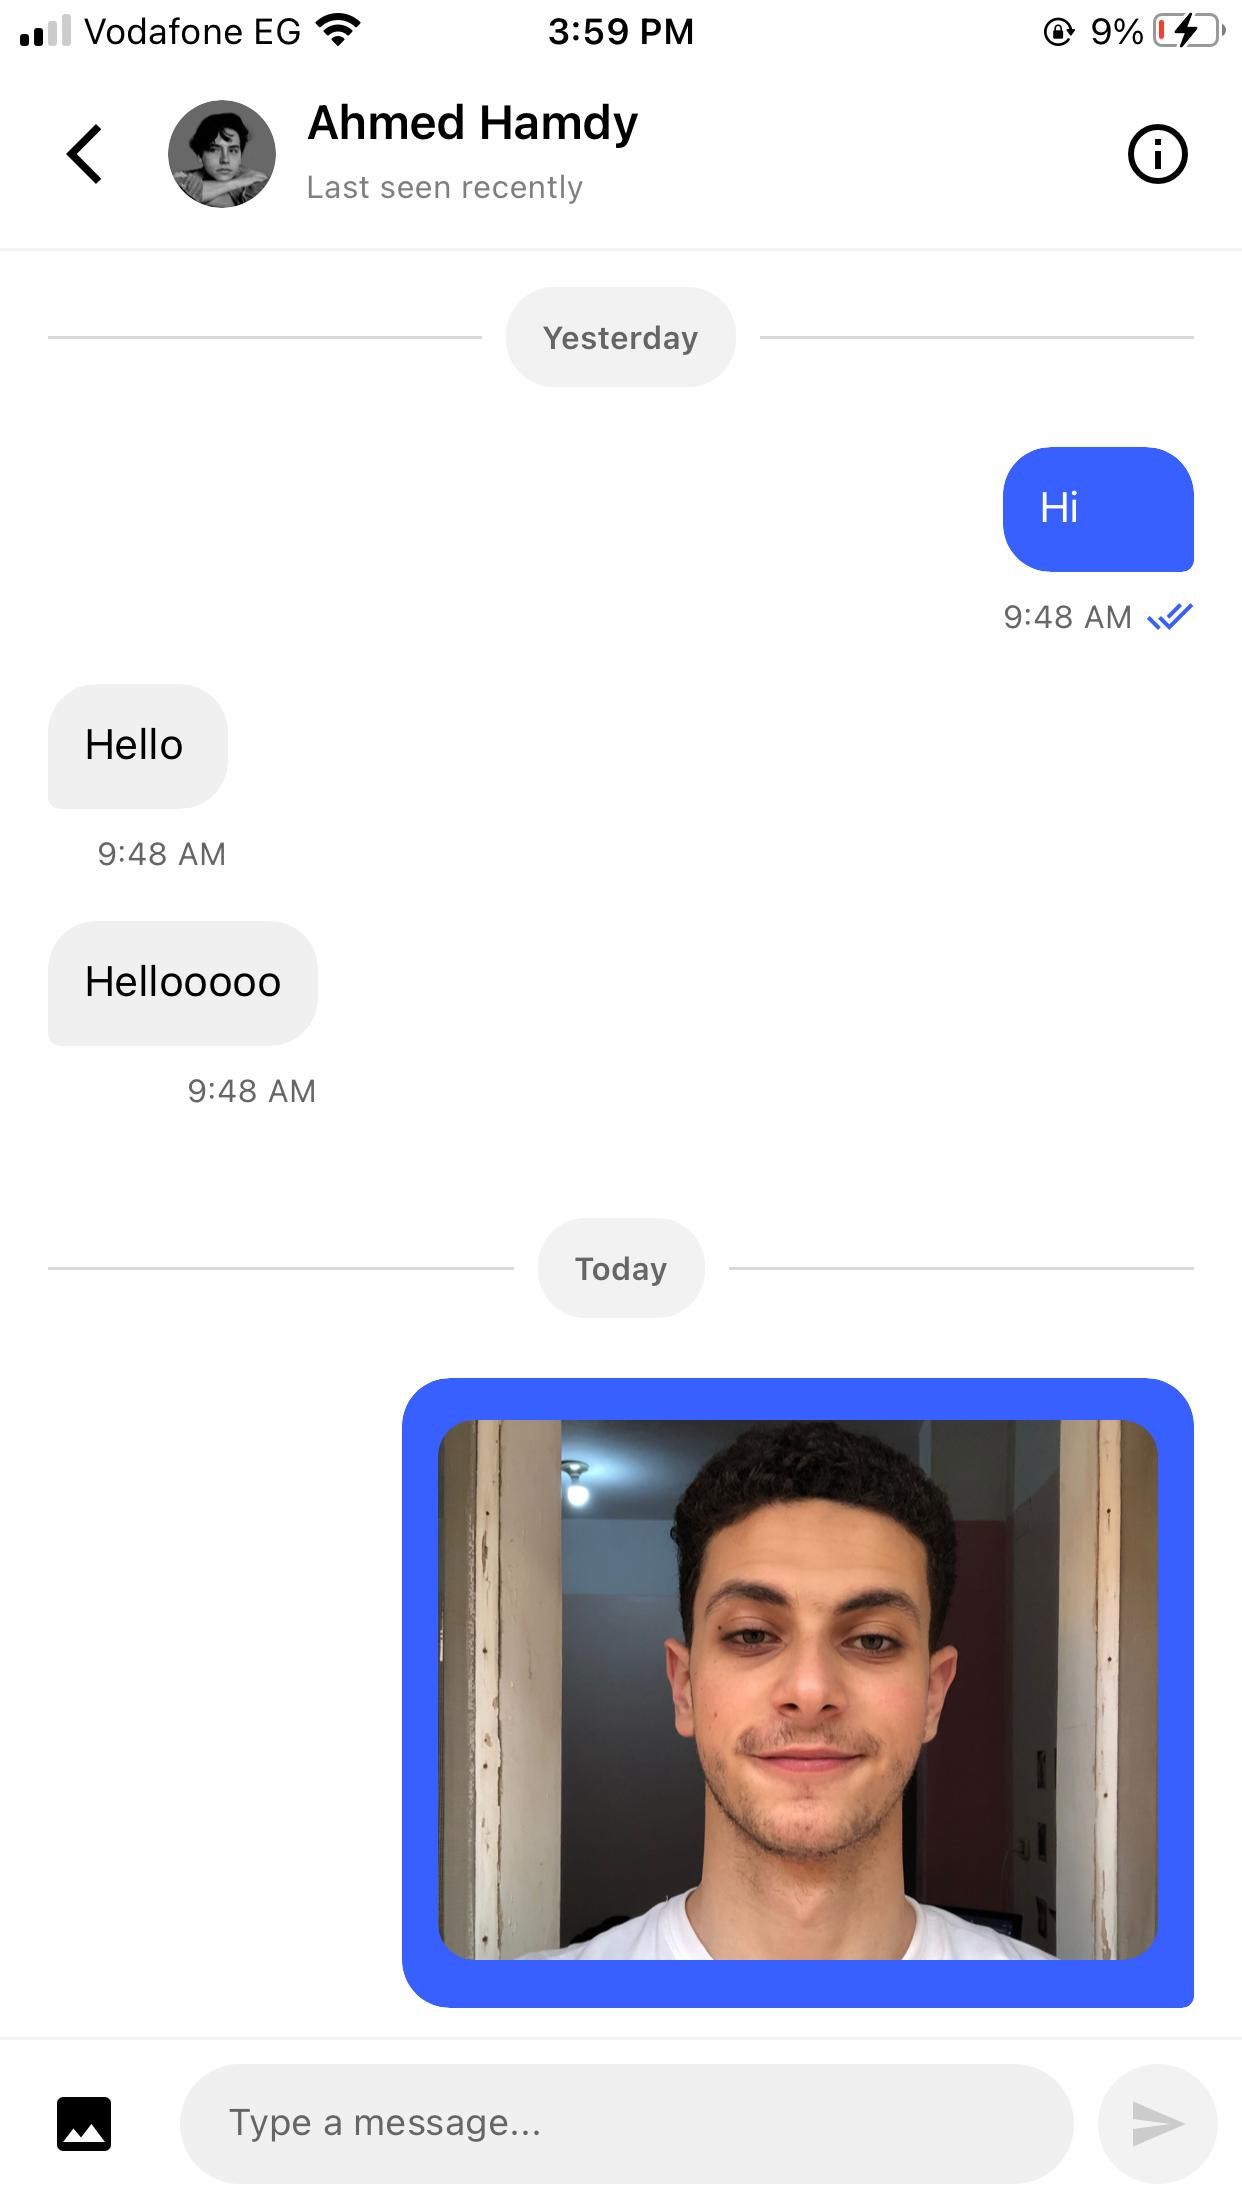 Vodafone EG 3:59 PM 9%
Ahmed Hamdy
Last seen recently
Yesterday
Hi
9:48 AM
Hello
9:48 AM
Hellooooo
9:48 AM
Today
Type a message...